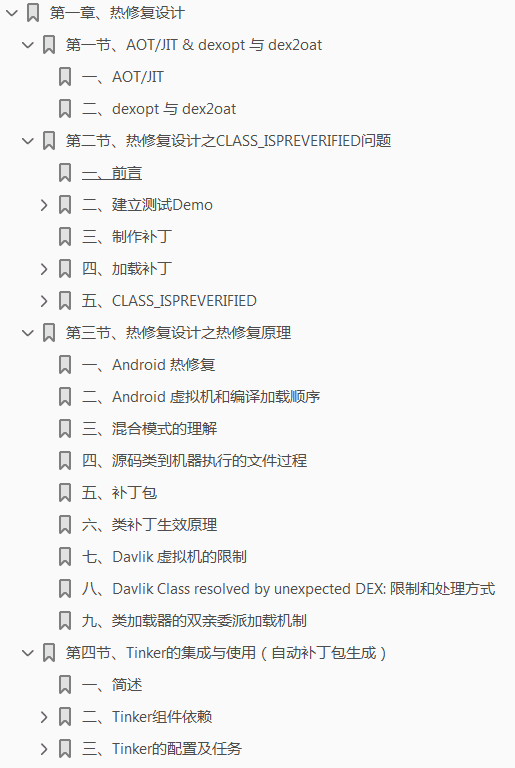 第一章、热修复设计
第一节、AOT/JIT & dexopt 与 dex2oat
一、AOT/JIT
二、dexopt 与 dex2oat
第二节、热修复设计之CLASS_ISPREVERIFIED问题
一、前言
二、建立测试Demo
三、制作补丁
四、加载补丁
五、CLASS_ISPREVERIFIED
第三节、热修复设计之热修复原理
一、Android 热修复
二、Android 虚拟机和编译加载顺序
三、混合模式的理解
四、源码类到机器执行的文件过程
五、补丁包
六、类补丁生效原理
七、Davlik 虚拟机的限制
八、Davlik Class resolved by unexpected DEX: 限制和处理方式
九、类加载器的双亲委派加载机制
第四节、Tinker的集成与使用（自动补丁包生成）
一、简述
二、Tinker组件依赖
三、Tinker的配置及任务